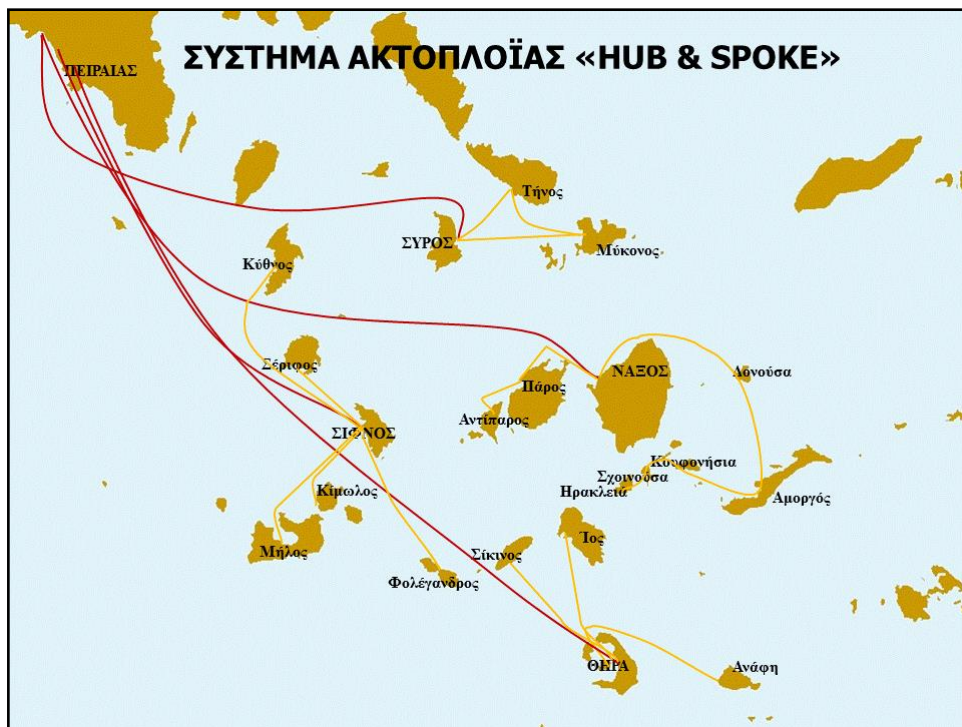 ΣΥΣΤΗΜΑ ΑΚΤΟΠΛΟΪΑΣ «HUB & SPOKE»
ΠΕΙΡΑΙΑΣ
Τήνος
ΣΥΡΟΣ
Μύκονος
Κύθνος
Σέριφος
ΝΑΞΟΣ
Δονούσα
Πάρος
Αντίπαρος
ΣΙΦΝΟΣ
Κουφονήσια
Σχοινούσα
Ηρακλεία
Αμοργός
Κίμωλος
Μήλος
Ίος
Σίκινος
Φολέγανδρος
ΘΗΡΑ
Ανάφη